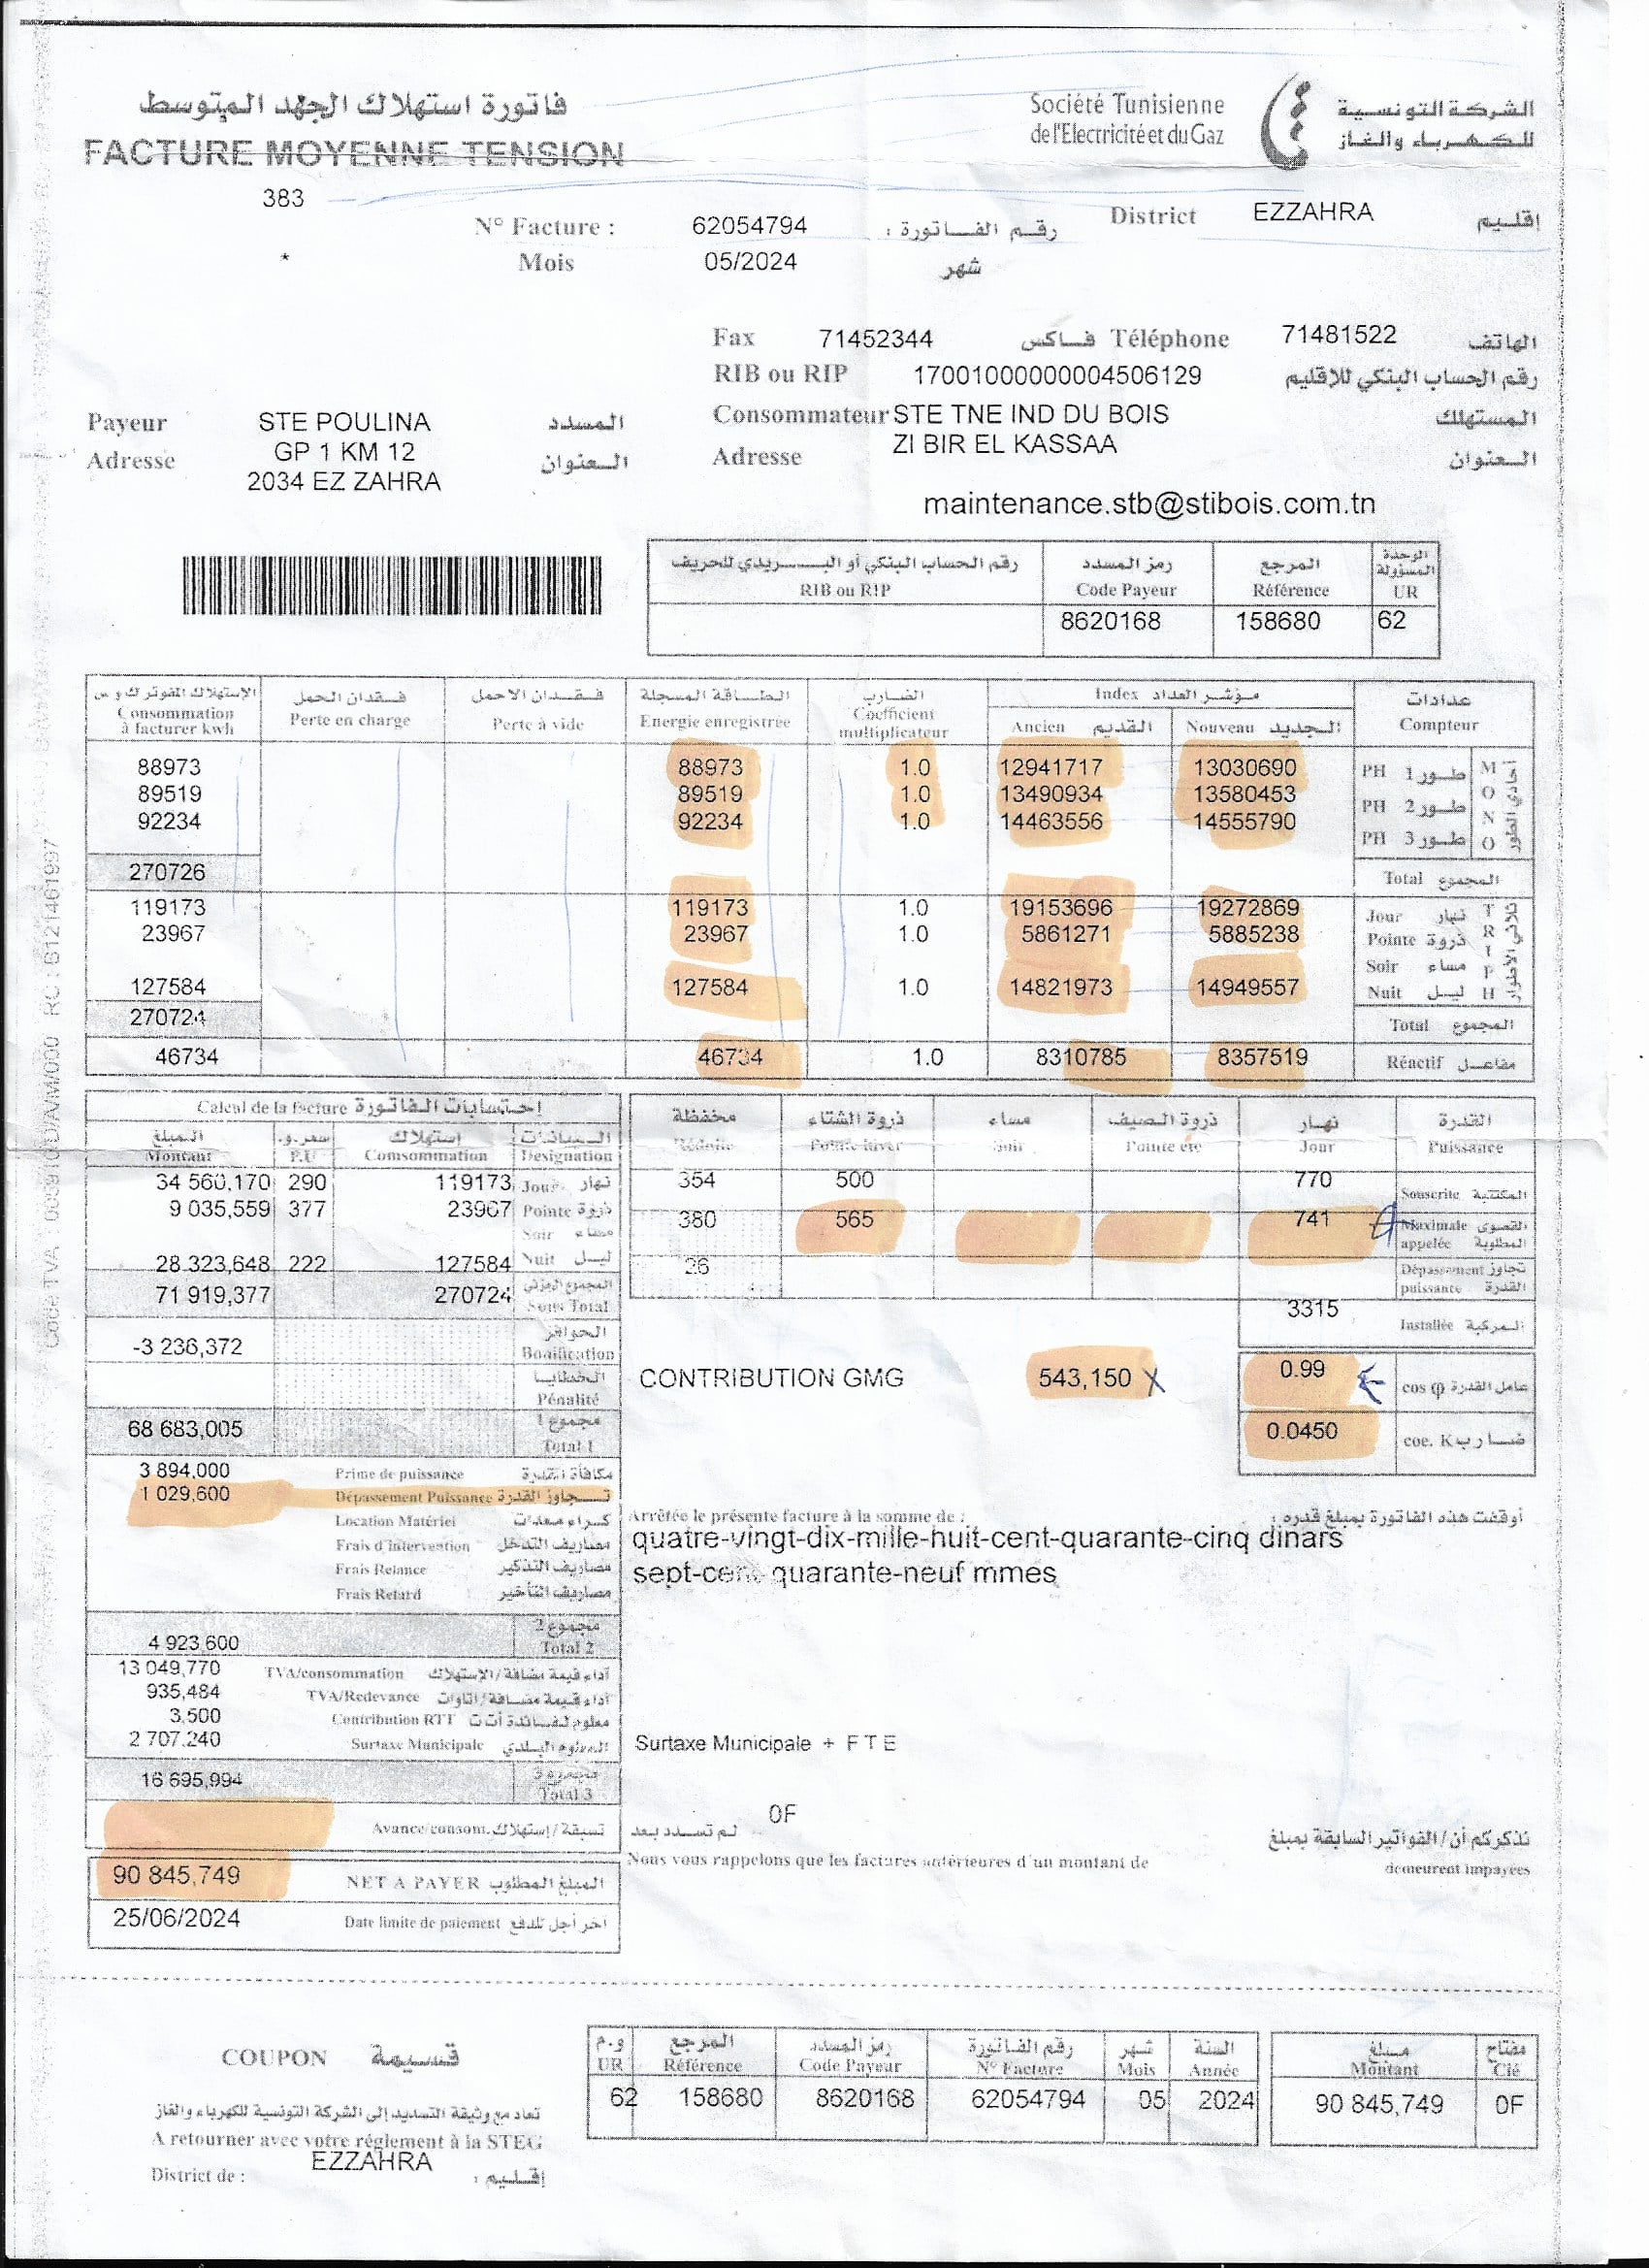 فاتورة استهلاك الجهد المتوسط
FACTURE MOYENNE TENSION
Société Tunisienne
de l'Electricité et du Gaz
الشركة التونسية
للكهرباء والغاز
383
*
N° Facture : 62054794 رقم الفاتورة :
Mois 05/2024 شهر
District EZZAHRA إقليم
Fax 71452344 فاكس Téléphone 71481522 الهاتف
RIB ou RIP 17001000000004506129 رقم الحساب البنكي للإقليم
Payeur STE POULINA المسدد
Adresse GP 1 KM 12 العنوان
2034 EZ ZAHRA
Consommateur STE TNE IND DU BOIS المستهلك
Adresse ZI BIR EL KASSAA العنوان
maintenance.stb@stibois.com.tn
رقم الحساب البنكي أو البريدي للحريف رمز المسدد المرجع الوحدة المسؤولة
RIB ou RIP Code Payeur Référence UR
8620168 158680 62
الإستهلاك المفوتر ك و س فقدان الحمل فقدان الاحمل الطاقة المسجلة الضارب Index مؤشر العداد عدادات
Consommation à facturer kwh Perte en charge Perte à vide Energie enregistrée Coefficient multiplicateur Ancien القديم Nouveau الجديد Compteur
88973 88973 1.0 12941717 13030690 PH 1 طور
89519 89519 1.0 13490934 13580453 PH 2 طور
92234 92234 1.0 14463556 14555790 PH 3 طور
MONO أحادي الطور
270726 Total المجموع
119173 119173 1.0 19153696 19272869 Jour نهار
23967 23967 1.0 5861271 5885238 Pointe ذروة
Soir مساء
127584 127584 1.0 14821973 14949557 Nuit ليل
TRIPH ثلاثي الأطوار
270724 Total المجموع
46734 46734 1.0 8310785 8357519 Réactif مفاعل
Calcul de la facture إحتسابات الفاتورة
المبلغ سعر.و. إستهلاك البيانات
Montant P.U Comsommation Designation
34 560,170 290 119173 Jour نهار
9 035,559 377 23967 Pointe ذروة
Soir مساء
28 323,648 222 127584 Nuit ليل
71 919,377 270724 المجموع الجزئي Sous Total
-3 236,372 الحوافز Bonification
الخطايا Pénalité
68 683,005 مجموع 1 Total 1
3 894,000 Prime de puissance مكافأة القدرة
1 029,600 Dépassement Puissance تجاوز القدرة
Location Matériel كراء معدات
Frais d'intervention مصاريف التدخل
Frais Relance مصاريف التذكير
Frais Retard مصاريف التأخير
4 923,600 مجموع 2 Total 2
13 049,770 TVA/consommation أداء قيمة مضافة/الإستهلاك
935,484 TVA/Redevance أداء قيمة مضافة/اتاوات
3,500 Contribution RTT معلوم لفائدة أ ت ت
2 707,240 Surtaxe Municipale المعلوم البلدي
16 695,994 مجموع 3 Total 3
Avance/consom. تسبقة/إستهلاك
90 845,749 NET A PAYER المبلغ المطلوب
25/06/2024 Date limite de paiement آخر أجل للدفع
مخفظة ذروة الشتاء مساء ذروة الصيف نهار القدرة
Réduite Pointe hiver Soir Pointe été Jour Puissance
354 500 770 Souscrite المكتتبة
380 565 741 Maximale appelée القصوى المطلوبة
26 Dépassement puissance تجاوز القدرة
3315 Installée المركبة
CONTRIBUTION GMG 543,150 X
0.99 cos φ عامل القدرة
0.0450 coe. K ضارب
Arrêtée le présente facture à la somme de : أوقفت هذه الفاتورة بمبلغ قدره :
quatre-vingt-dix-mille-huit-cent-quarante-cinq dinars
sept-cent quarante-neuf mmes
Surtaxe Municipale + F T E
0F
نذكركم أن/الفواتير السابقة بمبلغ لم تسدد بعد
Nous vous rappelons que les factures antérieures d'un montant de demeurent impayées
COUPON قسيمة
تعاد مع وثيقة التسديد إلى الشركة التونسية للكهرباء والغاز
A retourner avec votre règlement à la STEG
District de : EZZAHRA إقليم :
و.م المرجع رمز المسدد رقم الفاتورة شهر السنة مبلغ مفتاح
UR Référence Code Payeur N° Facture Mois Année Montant Clé
62 158680 8620168 62054794 05 2024 90 845,749 0F